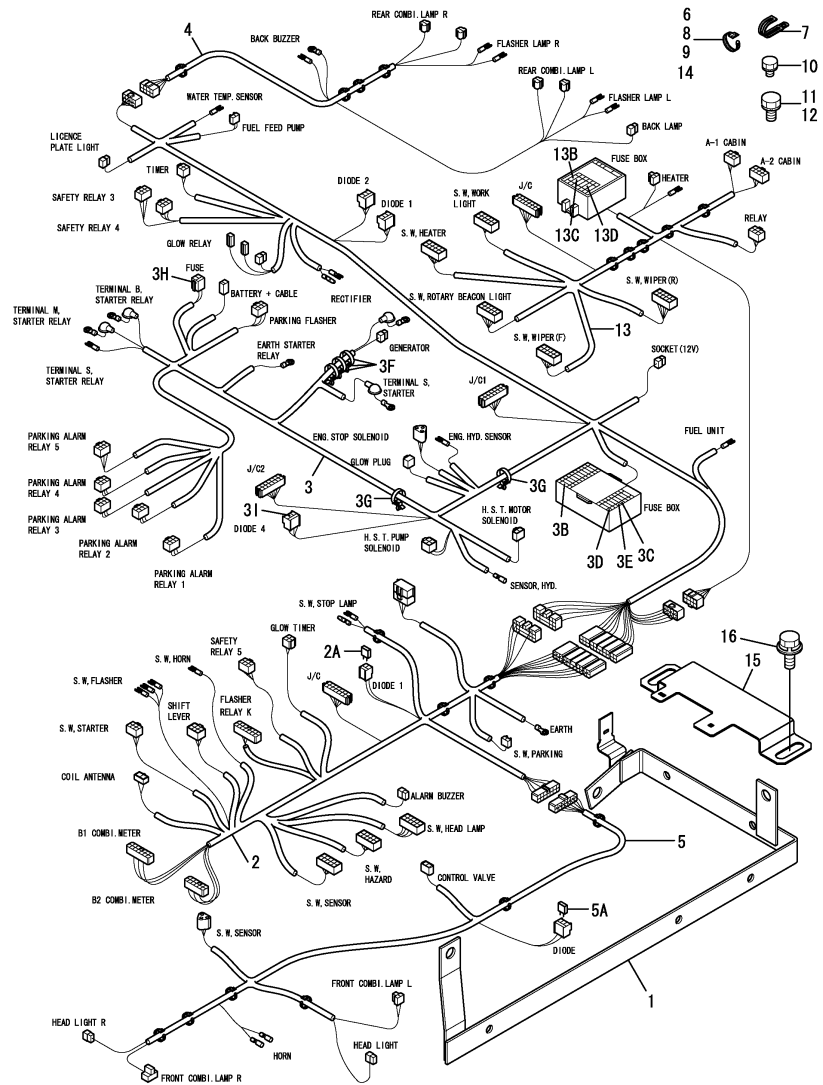 REAR COMBI.LAMP R
4
BACK BUZZER
FLASHER LAMP R
6
8
9
14
7
10
11
12
REAR COMBI.LAMP L
FLASHER LAMP L
BACK LAMP
WATER TEMP.SENSOR
FUEL FEED PUMP
LICENCE
PLATE LIGHT
TIMER
A-1 CABIN
A-2 CABIN
13B
FUSE BOX
HEATER
J/C
S.W,WORK
LIGHT
DIODE 2
DIODE 1
SAFETY RELAY 3
SAFETY RELAY 4
13C
13D
RELAY
S.W,HEATER
GLOW RELAY
3H
FUSE
RECTIFIER
BATTERY + CABLE
TERMINAL B,
STARTER RELAY
TERMINAL M,
STARTER RELAY
PARKING FLASHER
S.W,ROTARY BEACON LIGHT
S.W,WIPER(R)
13
S.W,WIPER(F)
SOCKET(12V)
EARTH STARTER
RELAY
GENERATOR
3F
TERMINAL S,
STARTER RELAY
TERMINAL S,
STARTER
J/C1
FUEL UNIT
PARKING ALARM
RELAY 5
ENG.STOP SOLENOID
ENG.HYD.SENSOR
GLOW PLUG
J/C2
3
3G
3G
PARKING ALARM
RELAY 4
3I
DIODE 4
H.S.T.MOTOR
SOLENOID
FUSE BOX
3B
3C
3D
3E
PARKING ALARM
RELAY 3
PARKING ALARM
RELAY 2
H.S.T.PUMP
SOLENOID
PARKING ALARM
RELAY 1
SENSOR,HYD.
S.W,STOP LAMP
GLOW TIMER
2A
16
15
SAFETY
RELAY 5
S.W,HORN
J/C
DIODE 1
S.W,FLASHER
SHIFT
LEVER
FLASHER
RELAY K
S.W,STARTER
EARTH
S.W,PARKING
COIL ANTENNA
ALARM BUZZER
B1 COMBI.METER
2
S.W,HEAD LAMP
5
S.W,
HAZARD
CONTROL VALVE
B2 COMBI.METER
S.W,SENSOR
5A
S.W,SENSOR
DIODE
FRONT COMBI.LAMP L
1
HEAD LIGHT R
HORN
HEAD LIGHT
FRONT COMBI.LAMP R